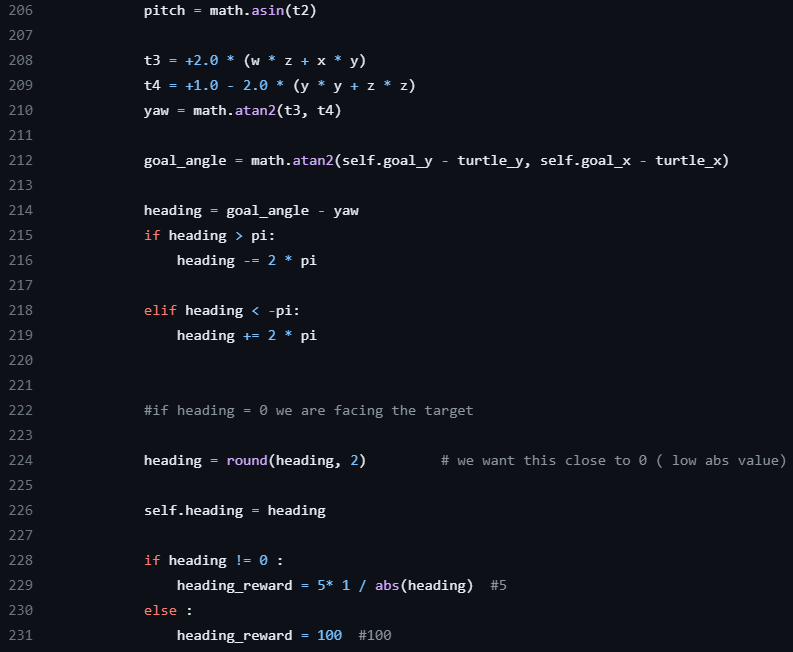 206 pitch = math.asin(t2)
207
208 t3 = +2.0 * (w * z + x * y)
209 t4 = +1.0 - 2.0 * (y * y + z * z)
210 yaw = math.atan2(t3, t4)
211
212 goal_angle = math.atan2(self.goal_y - turtle_y, self.goal_x - turtle_x)
213
214 heading = goal_angle - yaw
215 if heading > pi:
216     heading -= 2 * pi
217
218 elif heading < -pi:
219     heading += 2 * pi
220
221
222 #if heading = 0 we are facing the target
223
224 heading = round(heading, 2)         # we want this close to 0 ( low abs value)
225
226 self.heading = heading
227
228 if heading != 0 :
229     heading_reward = 5* 1 / abs(heading)  #5
230 else :
231     heading_reward = 100  #100